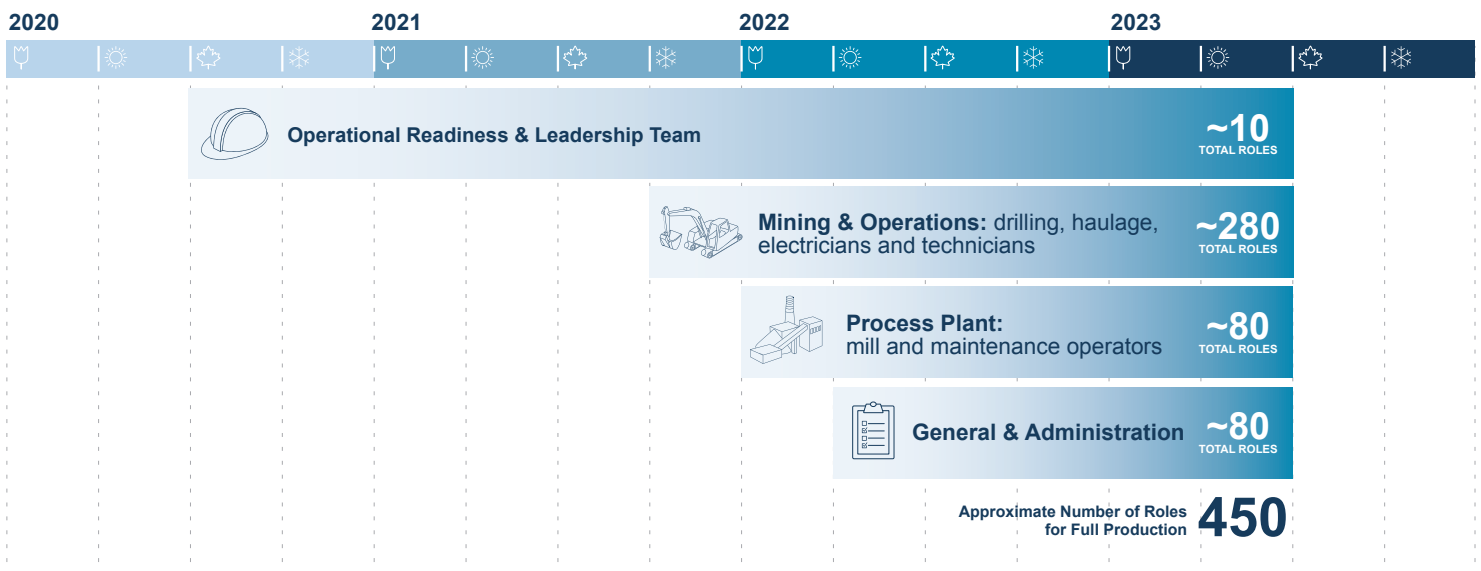 2020 2021 2022 2023
Operational Readiness & Leadership Team
~10
TOTAL ROLES
Mining & Operations: drilling, haulage,
electricians and technicians
~280
TOTAL ROLES
Process Plant:
mill and maintenance operators
~80
TOTAL ROLES
General & Administration
~80
TOTAL ROLES
Approximate Number of Roles
for Full Production
450